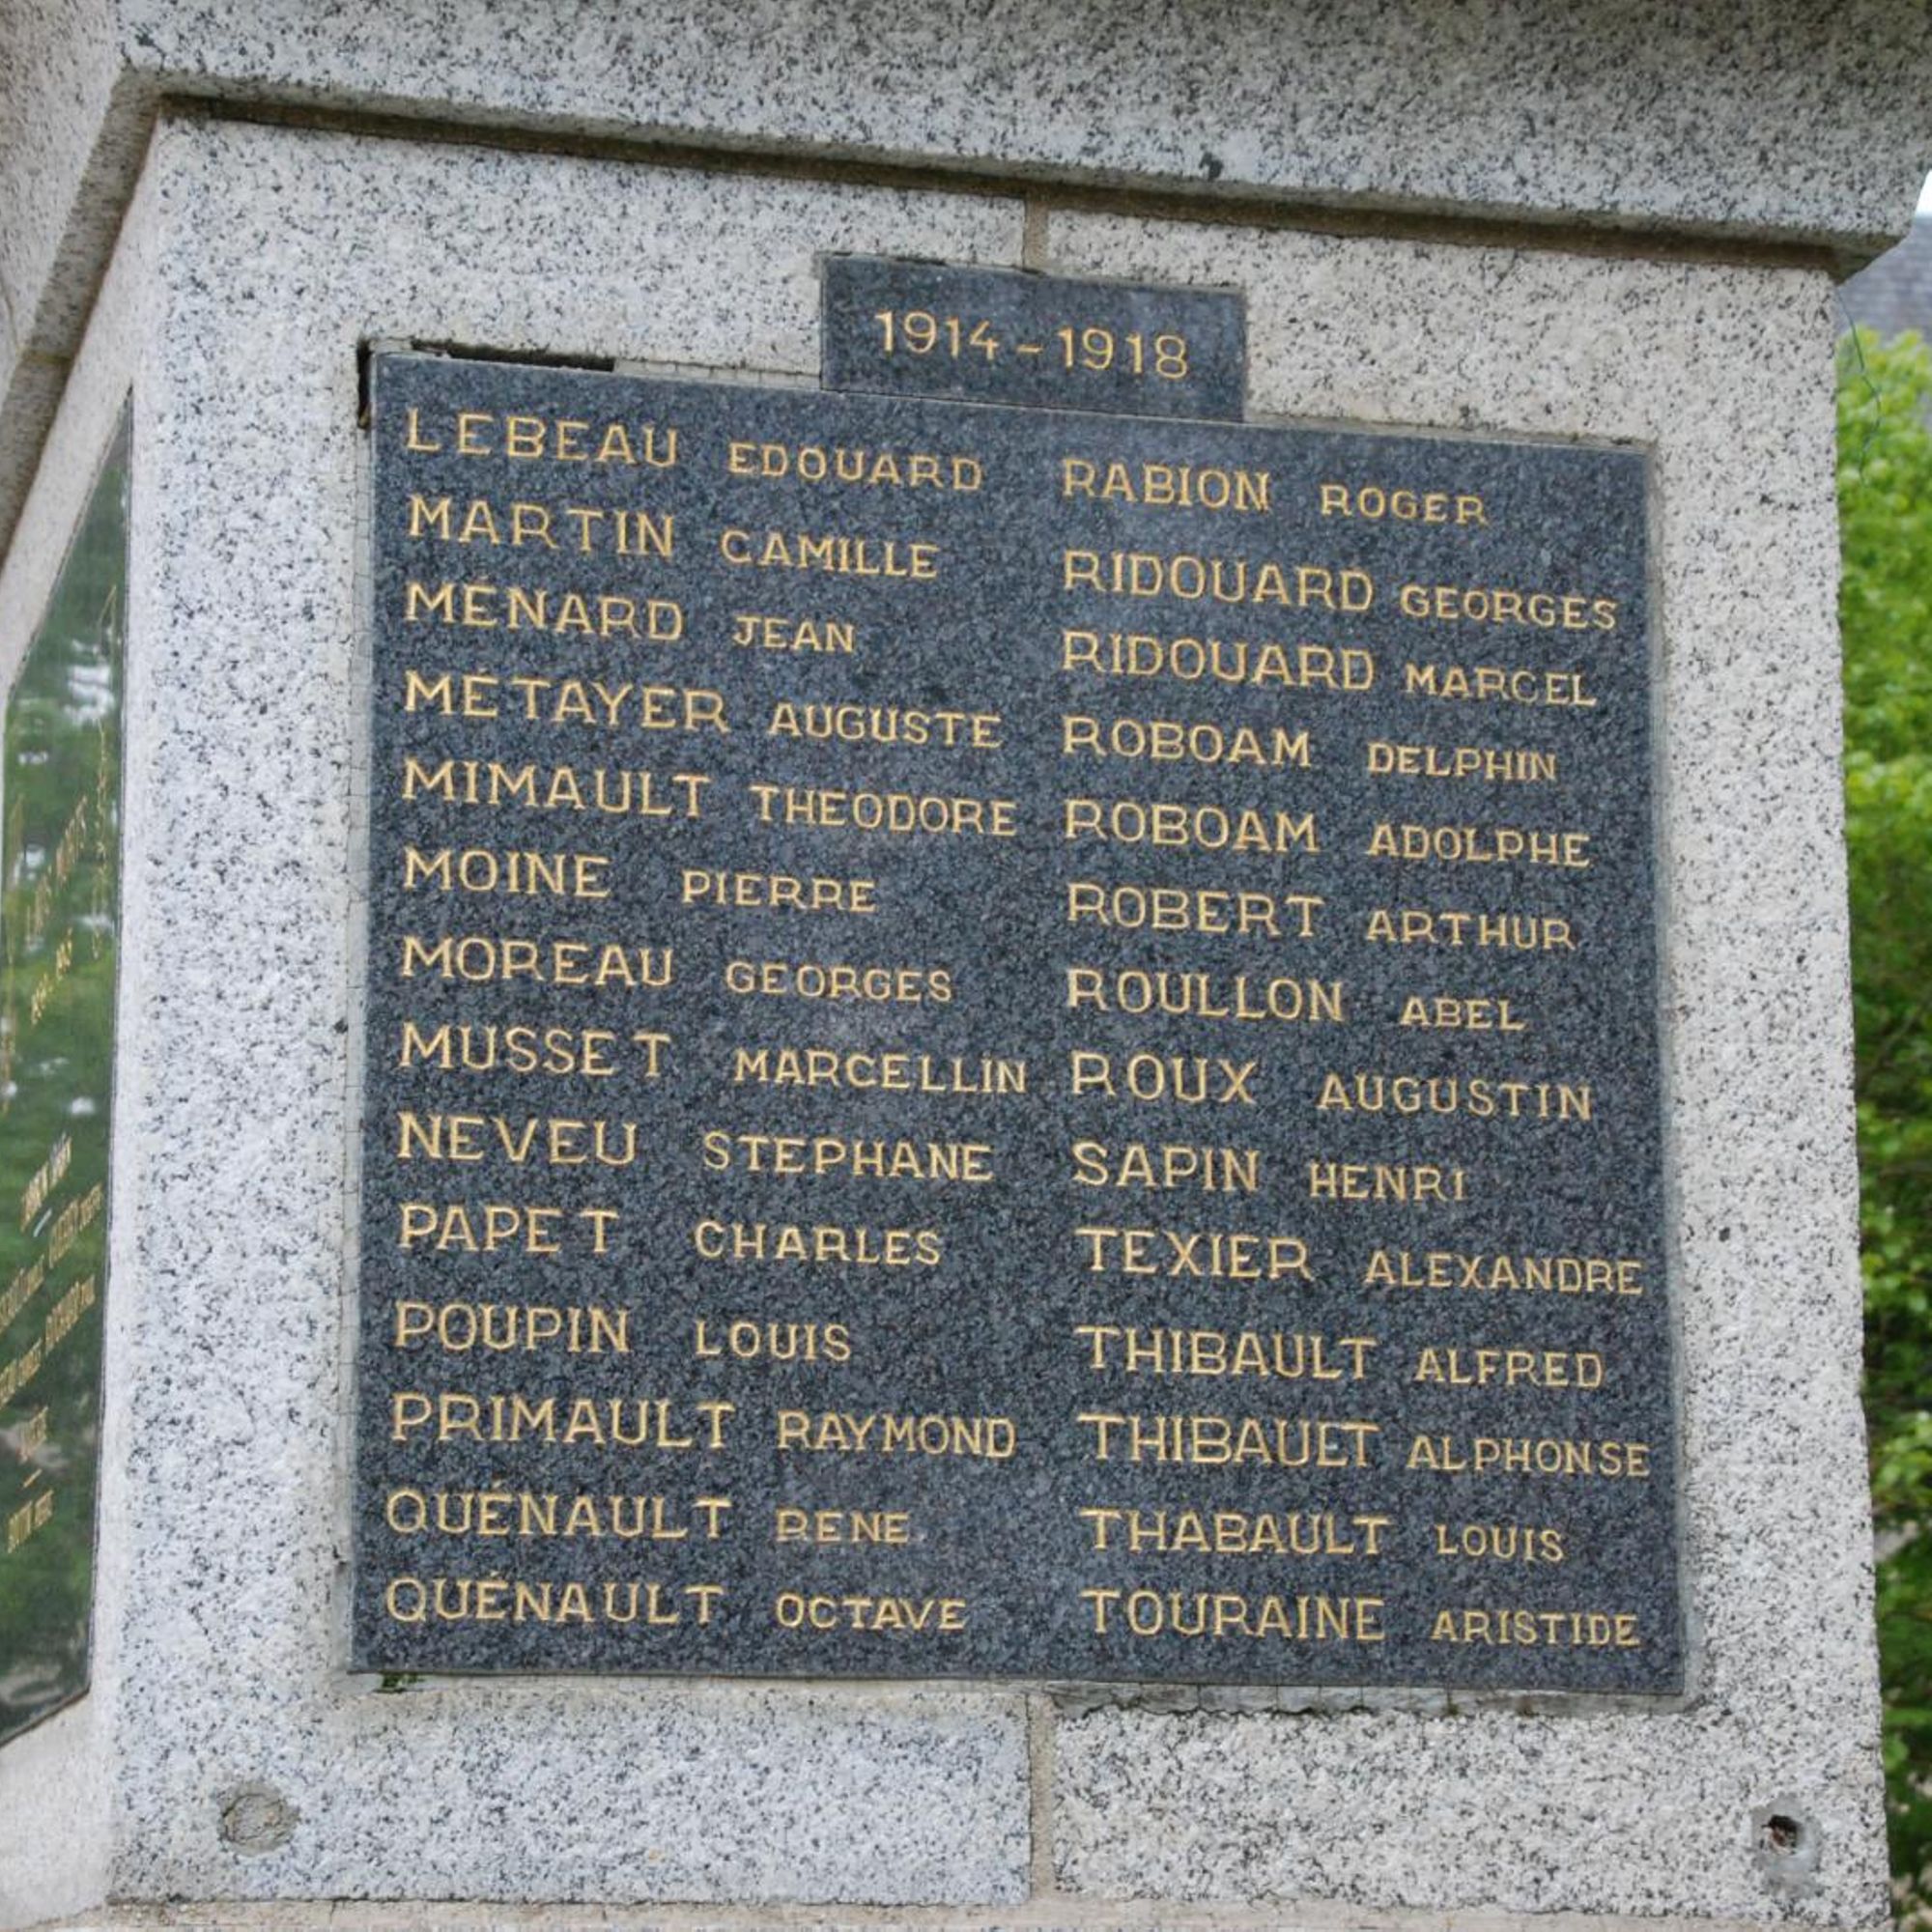 1914-1918
LEBEAU EDOUARD
MARTIN CAMILLE
MÉNARD JEAN
MÉTAYER AUGUSTE
MIMAULT THEODORE
MOINE PIERRE
MOREAU GEORGES
MUSSET MARCELLIN
NEVEU STEPHANE
PAPET CHARLES
POUPIN LOUIS
PRIMAULT RAYMOND
QUÉNAULT RENE
QUÉNAULT OCTAVE
RABION ROGER
RIDOUARD GEORGES
RIDOUARD MARCEL
ROBOAM DELPHIN
ROBOAM ADOLPHE
ROBERT ARTHUR
ROULLON ABEL
ROUX AUGUSTIN
SAPIN HENRI
TEXIER ALEXANDRE
THIBAULT ALFRED
THIBAULT ALPHONSE
THABAULT LOUIS
TOURAINE ARISTIDE